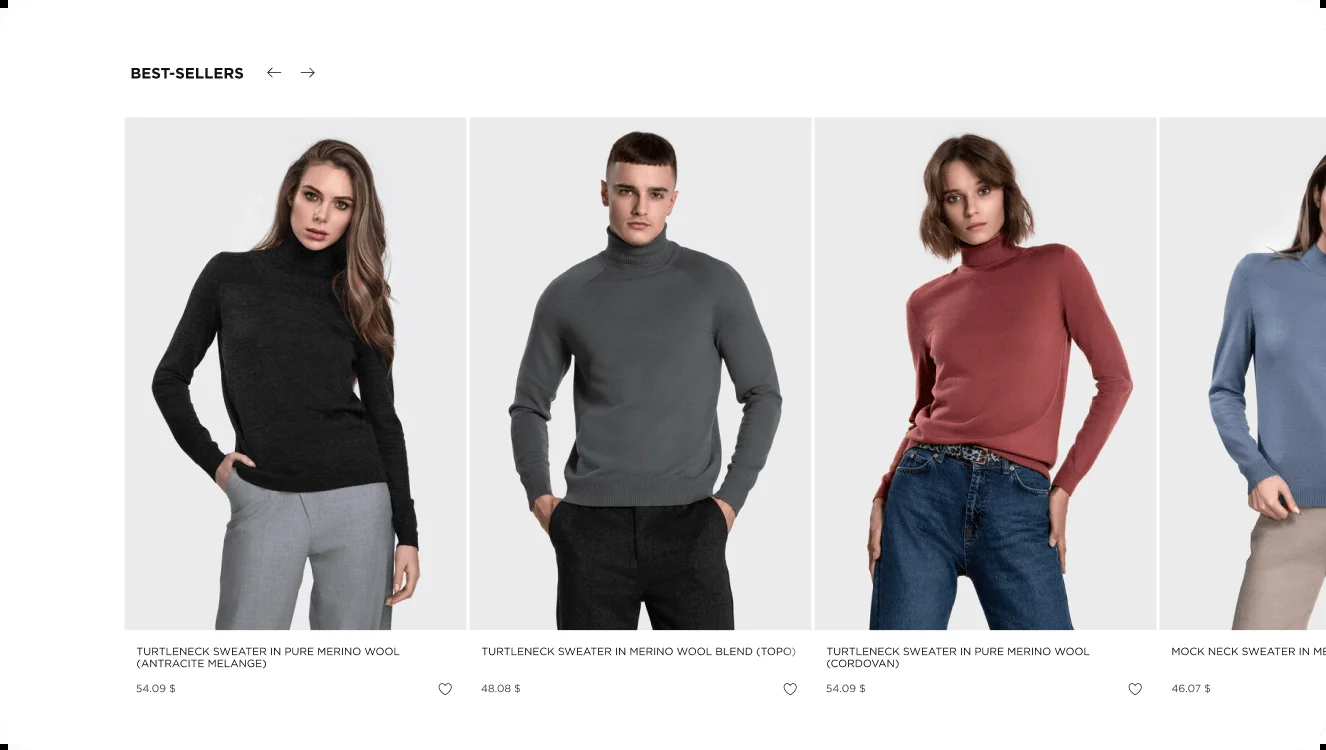 BEST-SELLERS
TURTLENECK SWEATER IN PURE MERINO WOOL
(ANTRACITE MELANGE)
54.09 $
TURTLENECK SWEATER IN MERINO WOOL BLEND (TOPO)
48.08 $
TURTLENECK SWEATER IN PURE MERINO WOOL
(CORDOVAN)
54.09 $
MOCK NECK SWEATER IN ME
46.07 $